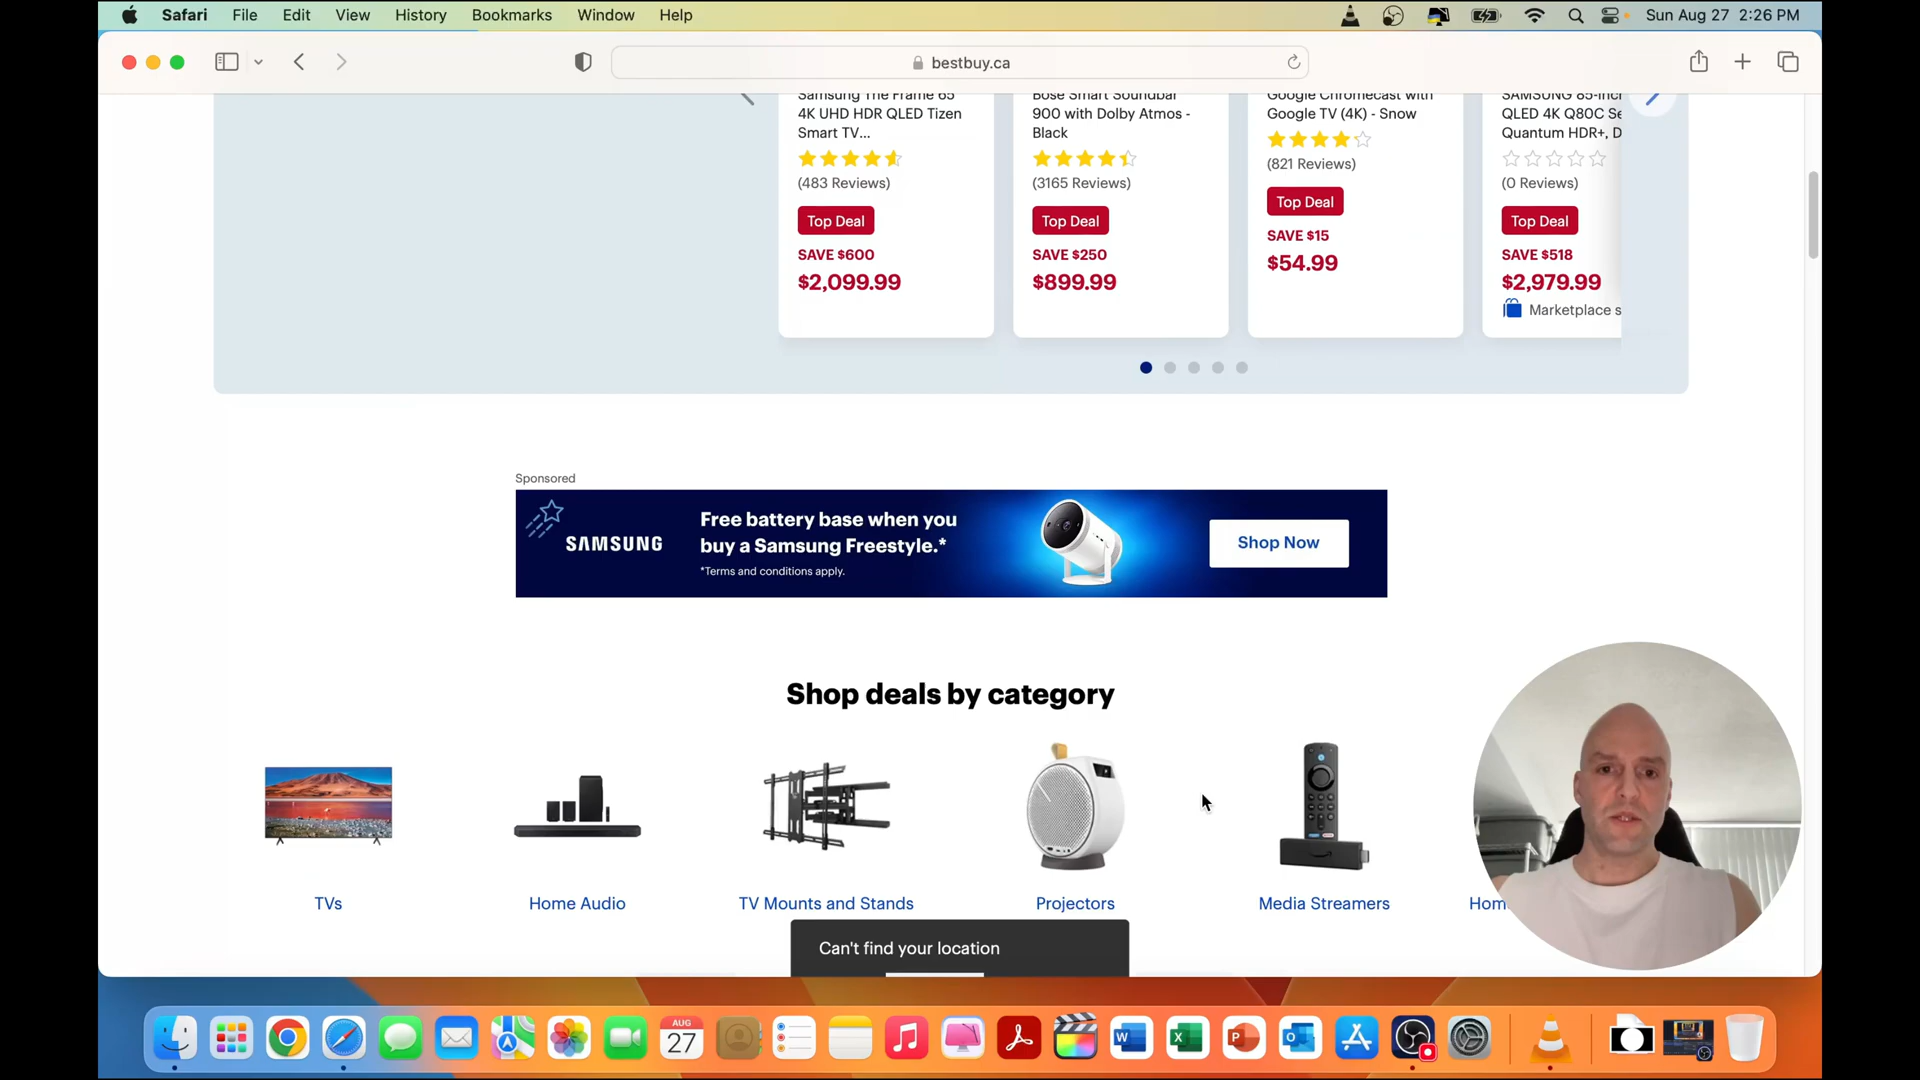 Safari File Edit View History Bookmarks Window Help Sun Aug 27 2:26 PM
bestbuy.ca
Samsung The Frame 65
4K UHD HDR QLED Tizen
Smart TV...
(483 Reviews)
Top Deal
SAVE $600
$2,099.99
Bose Smart Soundbar
900 with Dolby Atmos -
Black
(3165 Reviews)
Top Deal
SAVE $250
$899.99
Google Chromecast with
Google TV (4K) - Snow
(821 Reviews)
Top Deal
SAVE $15
$54.99
SAMSUNG 85-Inch
QLED 4K Q80C Se
Quantum HDR+, D
(0 Reviews)
Top Deal
SAVE $518
$2,979.99
Marketplace s
Sponsored
SAMSUNG
Free battery base when you
buy a Samsung Freestyle.*
*Terms and conditions apply.
Shop Now
Shop deals by category
TVs
Home Audio
TV Mounts and Stands
Projectors
Media Streamers
Hom
Can't find your location
AUG
27